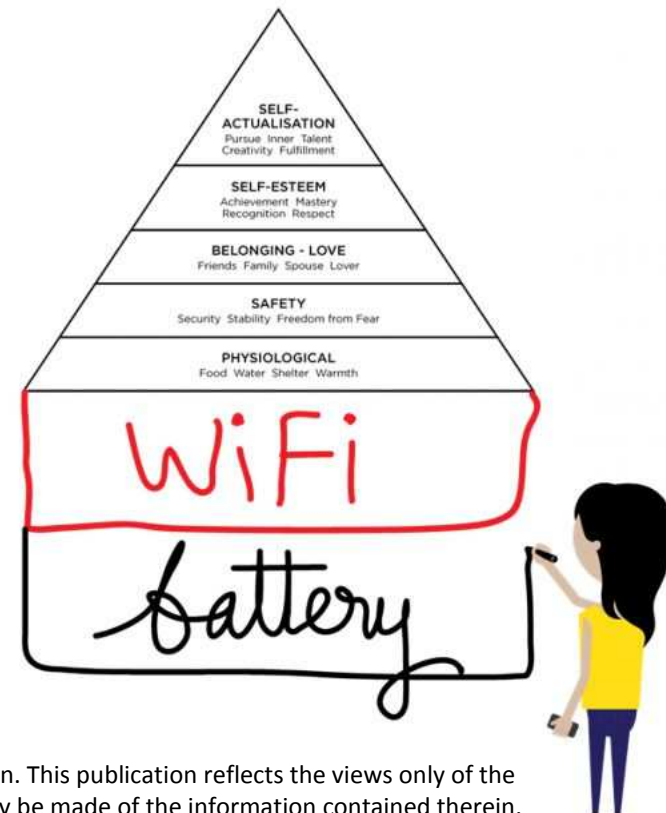 SELF-
ACTUALISATION
Pursue Inner Talent
Creativity Fulfillment
SELF-ESTEEM
Achievement Mastery
Recognition Respect
BELONGING - LOVE
Friends Family Spouse Lover
SAFETY
Security Stability Freedom from Fear
PHYSIOLOGICAL
Food Water Shelter Warmth
WiFi
battery
n. This publication reflects the views only of the
y be made of the information contained therein.